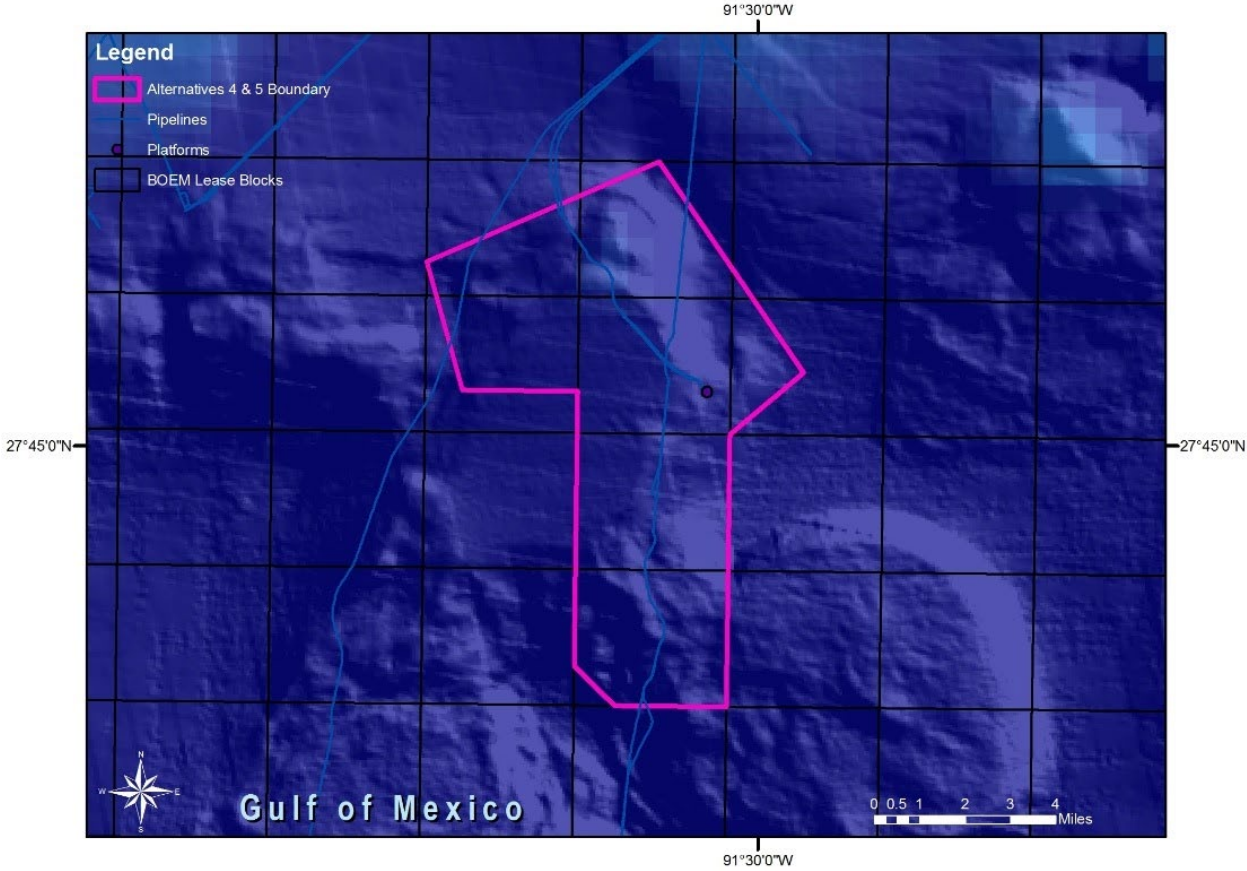 91°30'0"W
Legend
Alternatives 4 & 5 Boundary
Pipelines
Platforms
BOEM Lease Blocks
27°45'0"N
27°45'0"N
N
W E
S
Gulf of Mexico
0 0.5 1 2 3 4
Miles
91°30'0"W